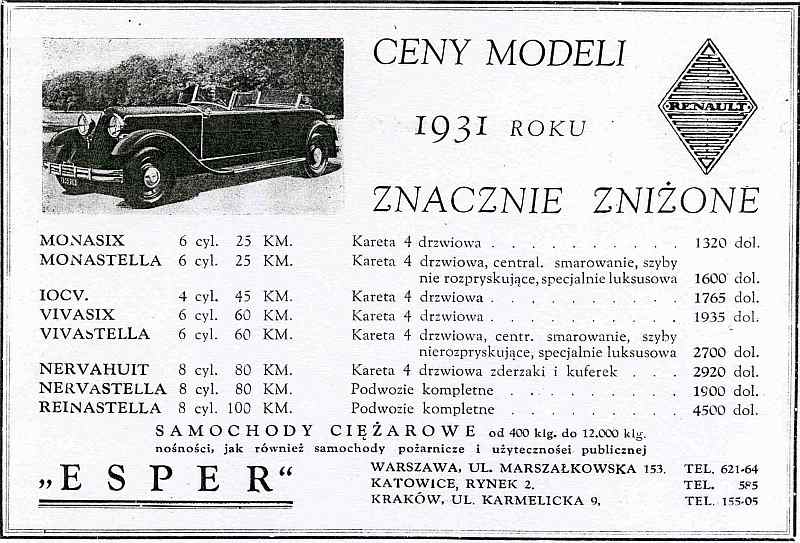 CENY MODELI
RENAULT
1931 ROKU
ZNACZNIE ZNIŻONE
MONASIX 6 cyl. 25 KM. Kareta 4 drzwiowa . . . . . . . . . . 1320 dol.
MONASTELLA 6 cyl. 25 KM. Kareta 4 drzwiowa, central. smarowanie, szyby
nie rozpryskujące, specjalnie luksusowa 1600 dol.
IOCV. 4 cyl. 45 KM. Kareta 4 drzwiowa . . . . . . . . . . 1765 dol.
VIVASIX 6 cyl. 60 KM. Kareta 4 drzwiowa . . . . . . . . . . 1935 dol.
VIVASTELLA 6 cyl. 60 KM. Kareta 4 drzwiowa, centr. smarowanie, szyby
nierozpryskujące, specjalnie luksusowa 2700 dol.
NERVAHUIT 8 cyl. 80 KM. Kareta 4 drzwiowa zderzaki i kuferek . . . 2920 dol.
NERVASTELLA 8 cyl. 80 KM. Podwozie kompletne . . . . . . . . . 1900 dol.
REINASTELLA 8 cyl. 100 KM. Podwozie kompletne . . . . . . . . . 4500 dol.
SAMOCHODY CIĘŻAROWE od 400 klg. do 12.000 klg.
nośności, jak również samochody pożarnicze i użyteczności publicznej
„ESPER“
WARSZAWA, UL. MARSZAŁKOWSKA 153. TEL. 621-64
KATOWICE, RYNEK 2. TEL. 585
KRAKÓW, UL. KARMELICKA 9, TEL. 155-05